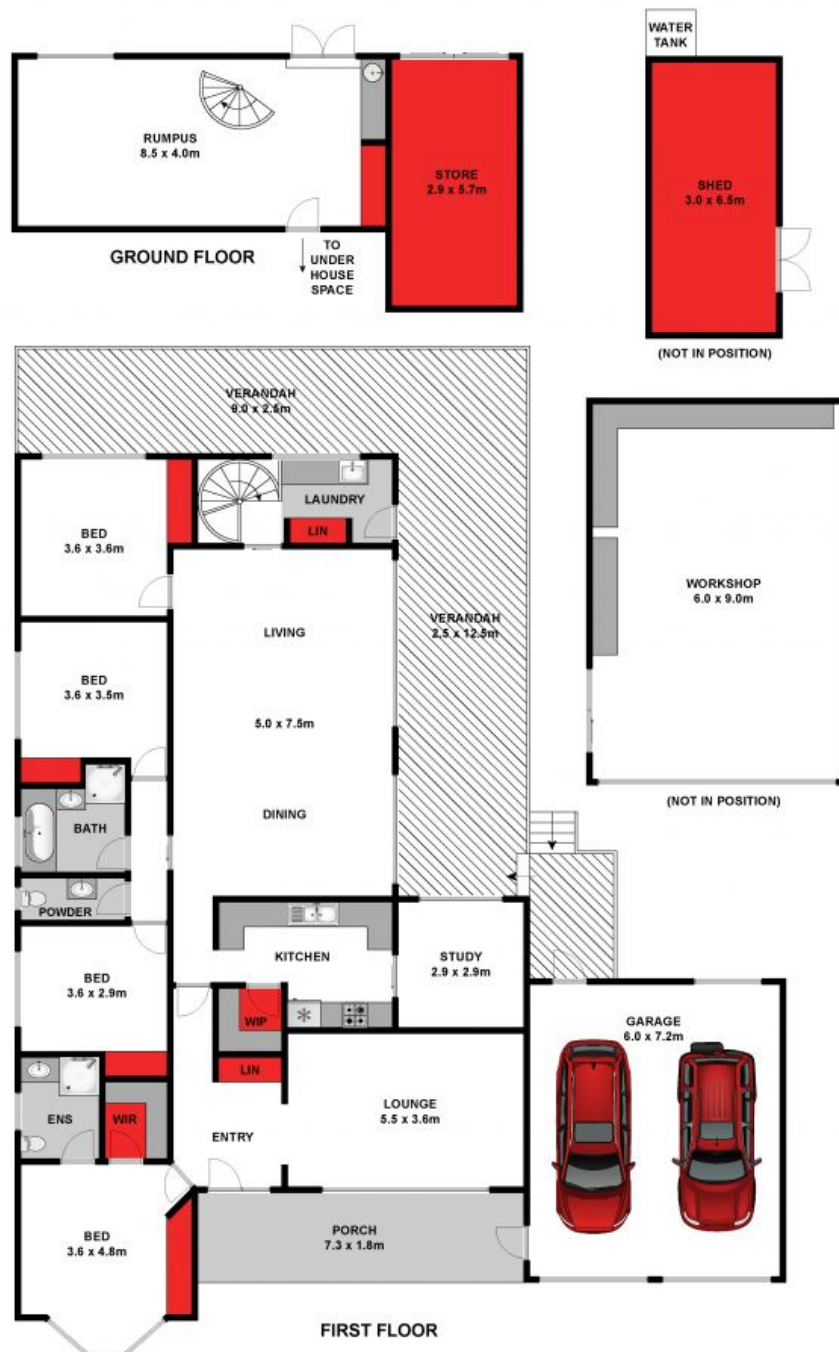 WATER
TANK
RUMPUS
8.5 x 4.0m
STORE
2.9 x 5.7m
SHED
3.0 x 6.5m
GROUND FLOOR
TO
UNDER
HOUSE
SPACE
(NOT IN POSITION)
VERANDAH
9.0 x 2.5m
BED
3.6 x 3.6m
LAUNDRY
LIN
WORKSHOP
6.0 x 9.0m
LIVING
VERANDAH
2.5 x 12.5m
BED
3.6 x 3.5m
5.0 x 7.5m
(NOT IN POSITION)
BATH
DINING
POWDER
KITCHEN
STUDY
2.9 x 2.9m
BED
3.6 x 2.9m
WIP
GARAGE
6.0 x 7.2m
LIN
LOUNGE
5.5 x 3.6m
ENS
WIR
ENTRY
BED
3.6 x 4.8m
PORCH
7.3 x 1.8m
FIRST FLOOR